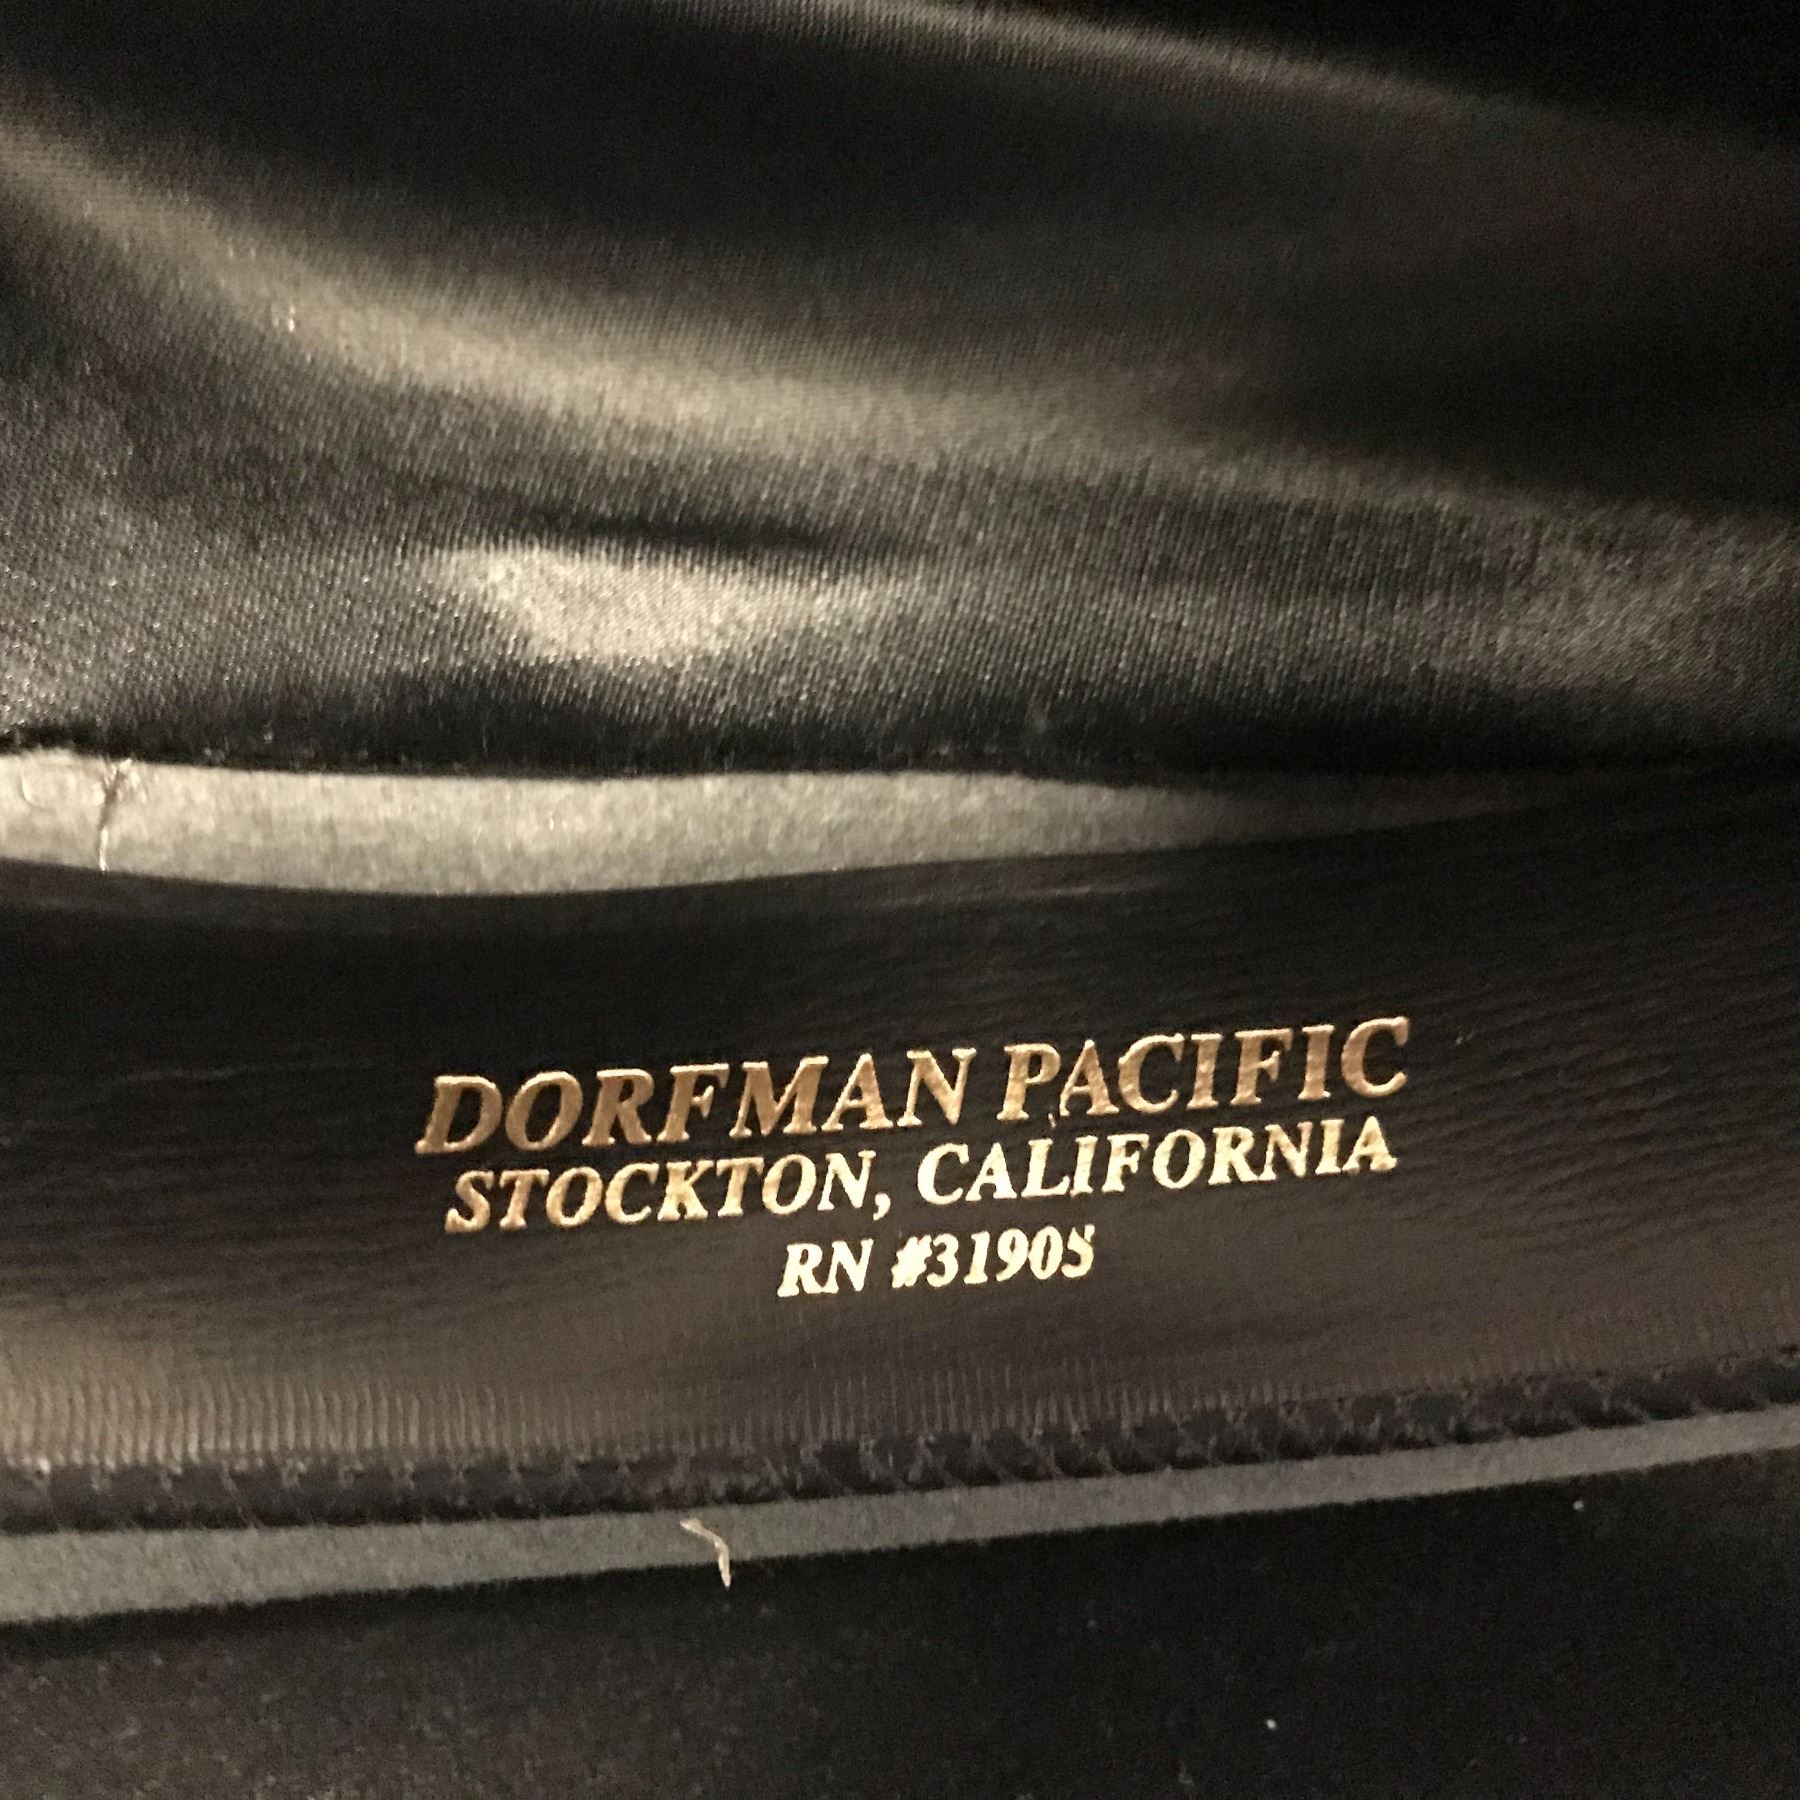 DORFMAN PACIFIC
STOCKTON, CALIFORNIA
RN #31905